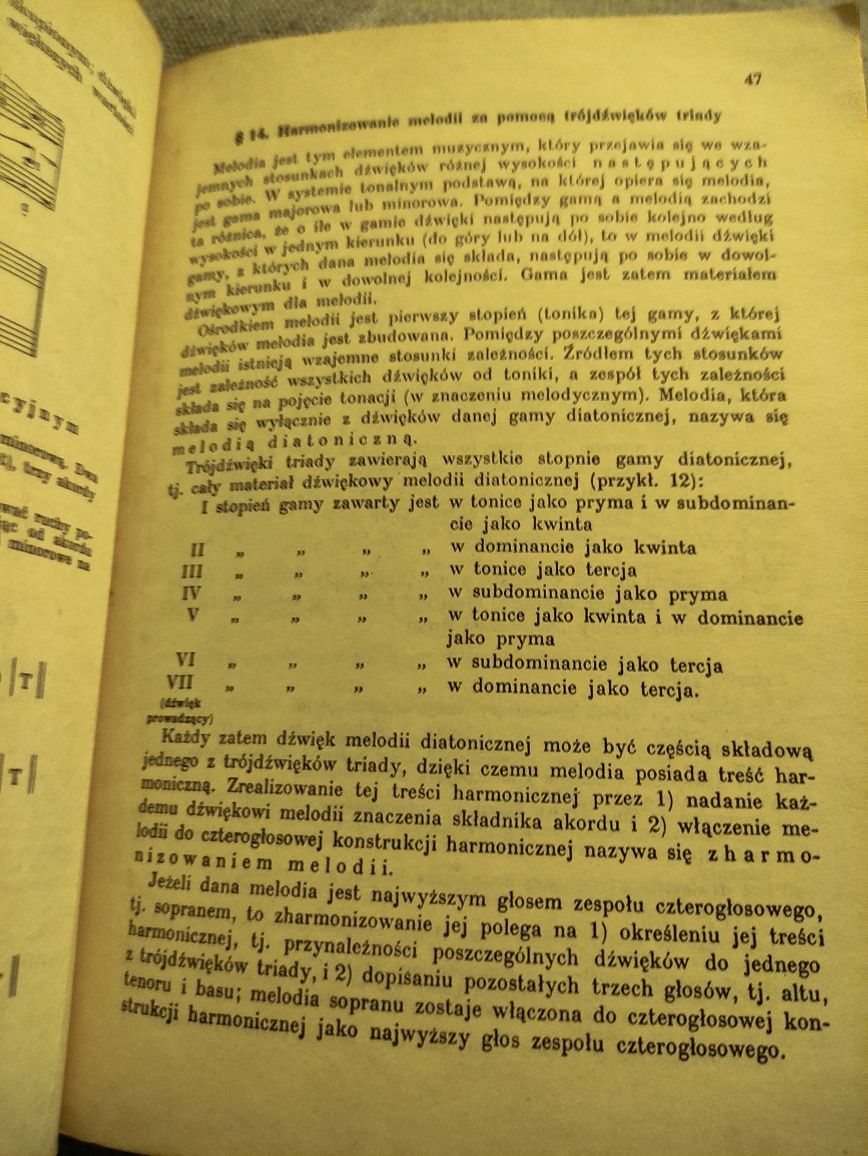 47
§ 14. Harmonizowanie melodii za pomocą trójdźwięków triady
Melodia jest tym elementem muzycznym, który przejawia się we wza-
jemnych stosunkach dźwięków różnej wysokości następujących
po sobie. W systemie tonalnym podstawą, na której opiera się melodia,
jest gama majorowa lub minorowa. Pomiędzy gamą a melodią zachodzi
ta różnica, że o ile w gamie dźwięki następują po sobie kolejno według
wysokości w jednym kierunku (do góry lub na dół), to w melodii dźwięki
gamy, z których dana melodia się składa, następują po sobie w dowol-
nym kierunku i w dowolnej kolejności. Gama jest zatem materiałem
dźwiękowym dla melodii.
Ośrodkiem melodii jest pierwszy stopień (tonika) tej gamy, z której
dźwięków melodia jest zbudowana. Pomiędzy poszczególnymi dźwiękami
melodii istnieją wzajemne stosunki zależności. Źródłem tych stosunków
jest zależność wszystkich dźwięków od toniki, a zespół tych zależności
składa się na pojęcie tonacji (w znaczeniu melodycznym). Melodia, która
składa się wyłącznie z dźwięków danej gamy diatonicznej, nazywa się
melodią diatoniczną.
Trójdźwięki triady zawierają wszystkie stopnie gamy diatonicznej,
tj. cały materiał dźwiękowy melodii diatonicznej (przykł. 12):
I stopień gamy zawarty jest w tonice jako pryma i w subdominan-
cie jako kwinta
II „ „ „ „ w dominancie jako kwinta
III „ „ „ „ w tonice jako tercja
IV „ „ „ „ w subdominancie jako pryma
V „ „ „ „ w tonice jako kwinta i w dominancie
jako pryma
VI „ „ „ „ w subdominancie jako tercja
VII „ „ „ „ w dominancie jako tercja.
(dźwięk
prowadzący)
Każdy zatem dźwięk melodii diatonicznej może być częścią składową
jednego z trójdźwięków triady, dzięki czemu melodia posiada treść har-
moniczną. Zrealizowanie tej treści harmonicznej przez 1) nadanie każ-
demu dźwiękowi melodii znaczenia składnika akordu i 2) włączenie me-
lodii do czterogłosowej konstrukcji harmonicznej nazywa się zharmo-
nizowaniem melodii.
Jeżeli dana melodia jest najwyższym głosem zespołu czterogłosowego,
tj. sopranem, to zharmonizowanie jej polega na 1) określeniu jej treści
harmonicznej, tj. przynależności poszczególnych dźwięków do jednego
z trójdźwięków triady, i 2) dopisaniu pozostałych trzech głosów, tj. altu,
tenoru i basu; melodia sopranu zostaje włączona do czterogłosowej kon-
strukcji harmonicznej jako najwyższy głos zespołu czterogłosowego.